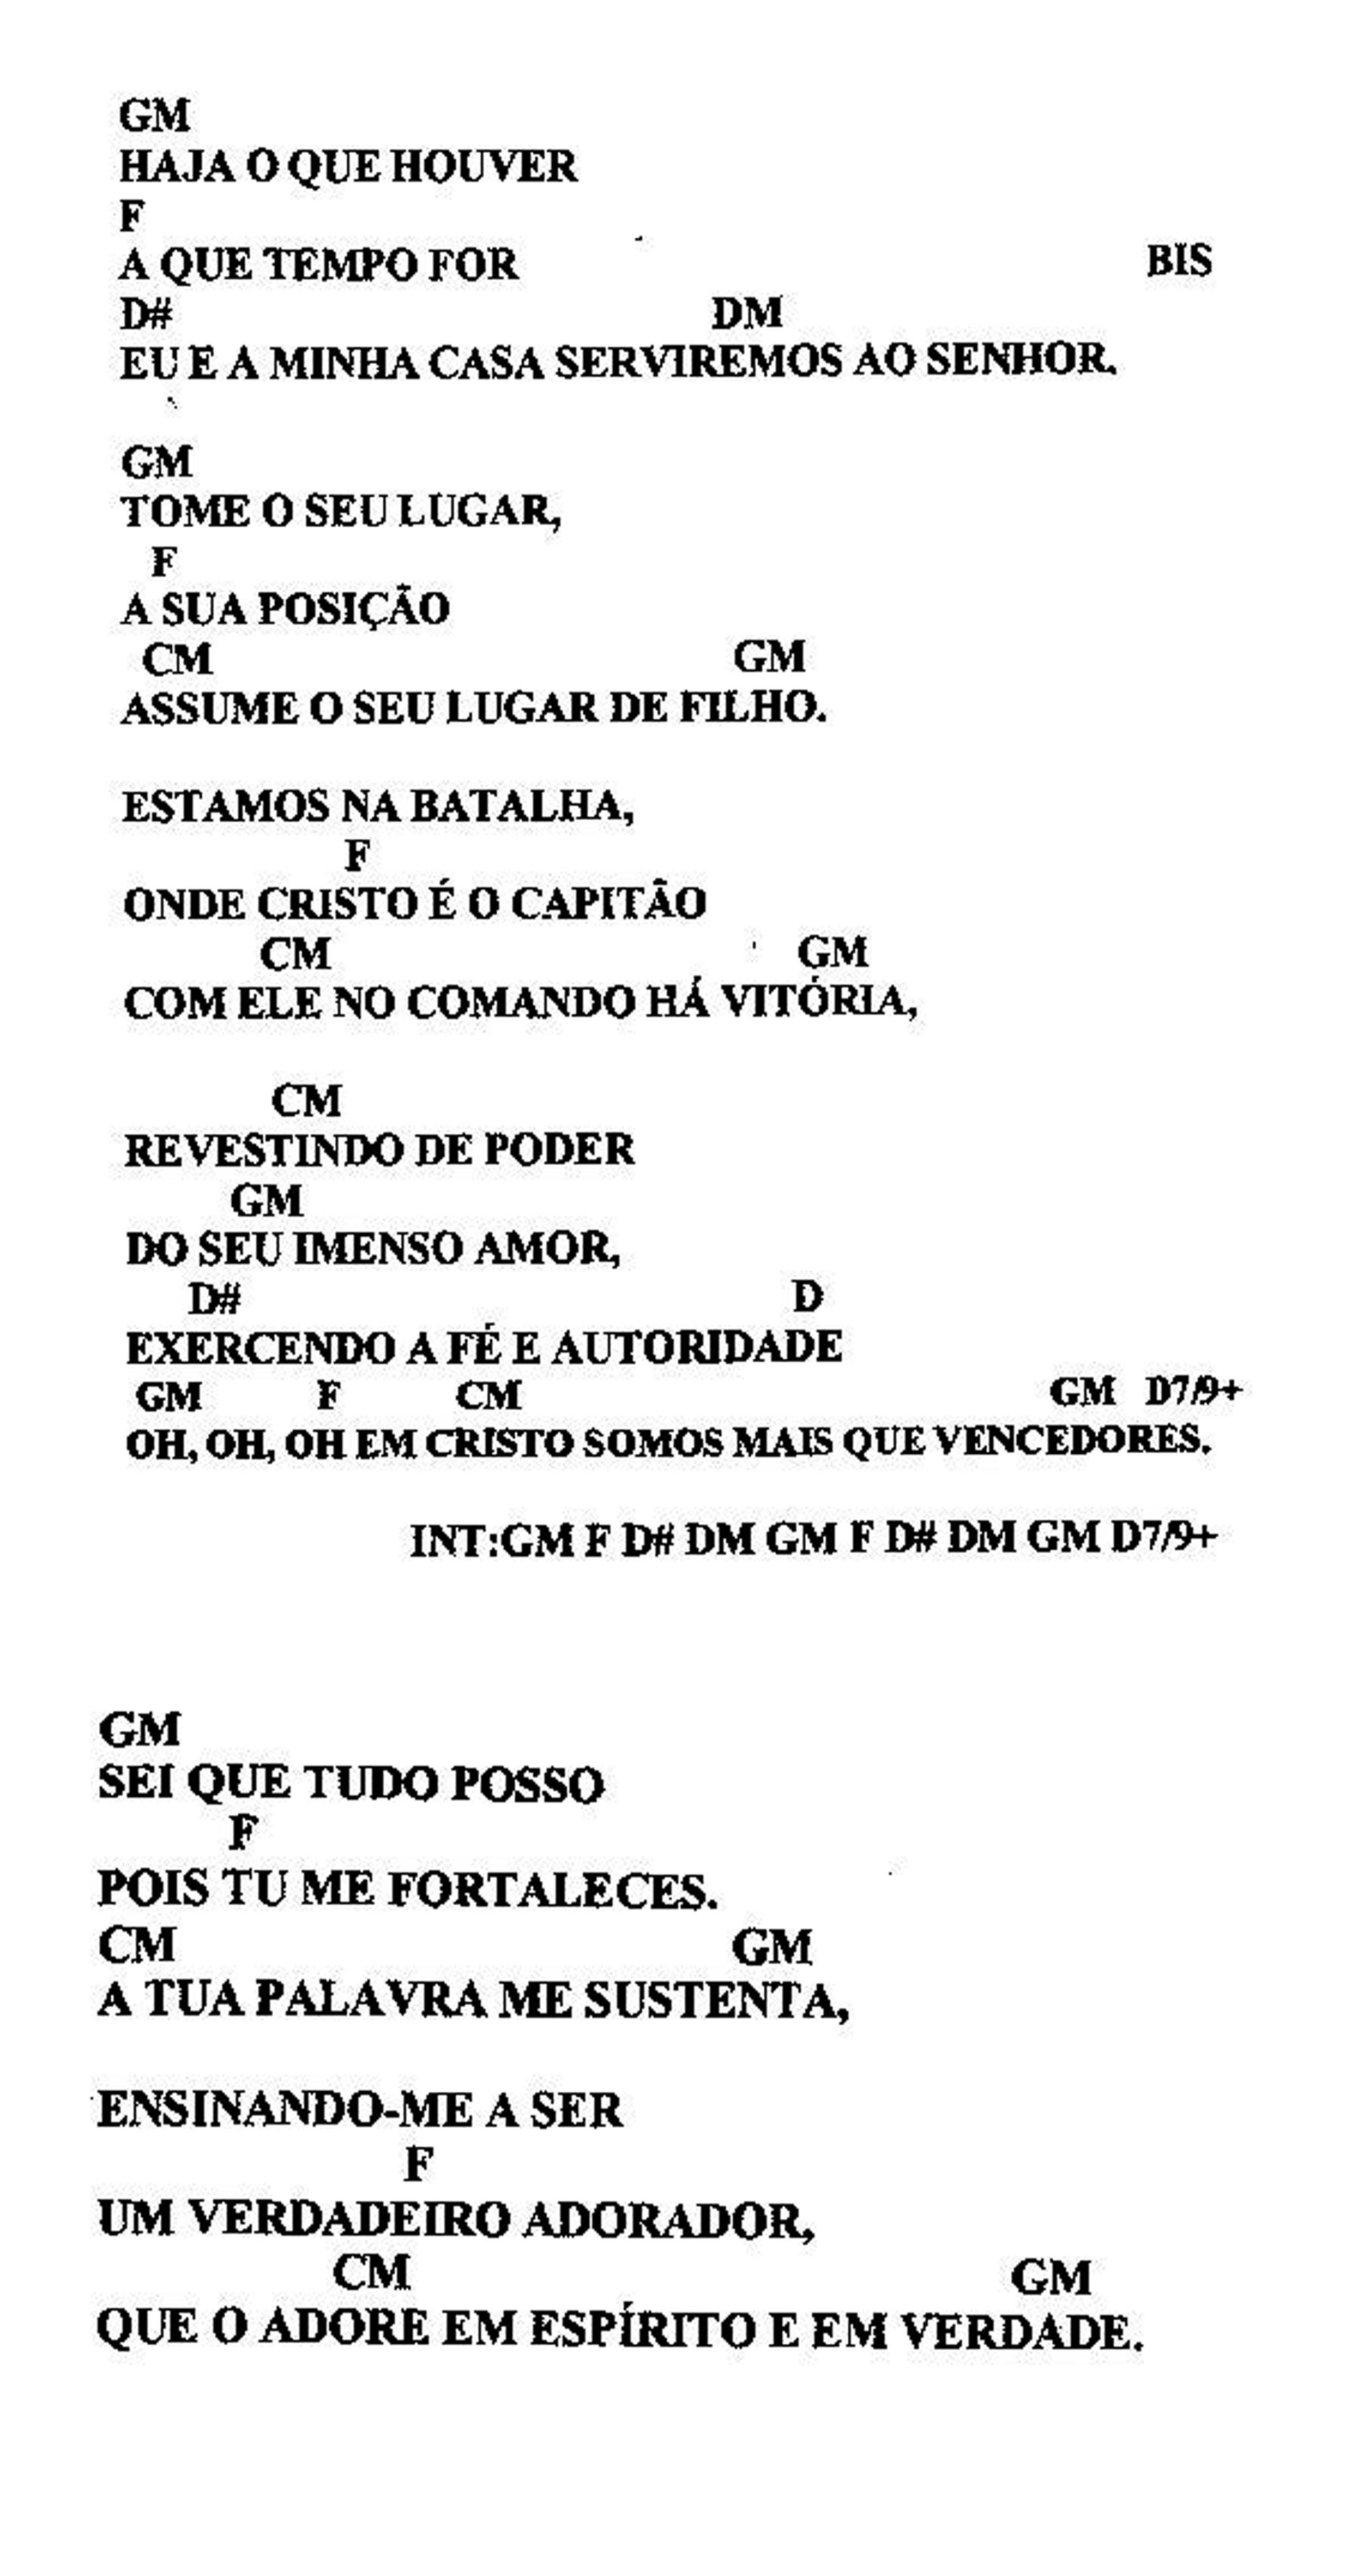 GM
HAJA O QUE HOUVER
F
A QUE TEMPO FOR BIS
D# DM
EU E A MINHA CASA SERVIREMOS AO SENHOR.
GM
TOME O SEU LUGAR,
F
A SUA POSIÇÃO
CM GM
ASSUME O SEU LUGAR DE FILHO.
ESTAMOS NA BATALHA,
F
ONDE CRISTO É O CAPITÃO
CM GM
COM ELE NO COMANDO HÁ VITÓRIA,
CM
REVESTINDO DE PODER
GM
DO SEU IMENSO AMOR,
D# D
EXERCENDO A FÉ E AUTORIDADE
GM F CM GM D7/9+
OH, OH, OH EM CRISTO SOMOS MAIS QUE VENCEDORES.
INT:GM F D# DM GM F D# DM GM D7/9+
GM
SEI QUE TUDO POSSO
F
POIS TU ME FORTALECES.
CM GM
A TUA PALAVRA ME SUSTENTA,
ENSINANDO-ME A SER
F
UM VERDADEIRO ADORADOR,
CM GM
QUE O ADORE EM ESPÍRITO E EM VERDADE.